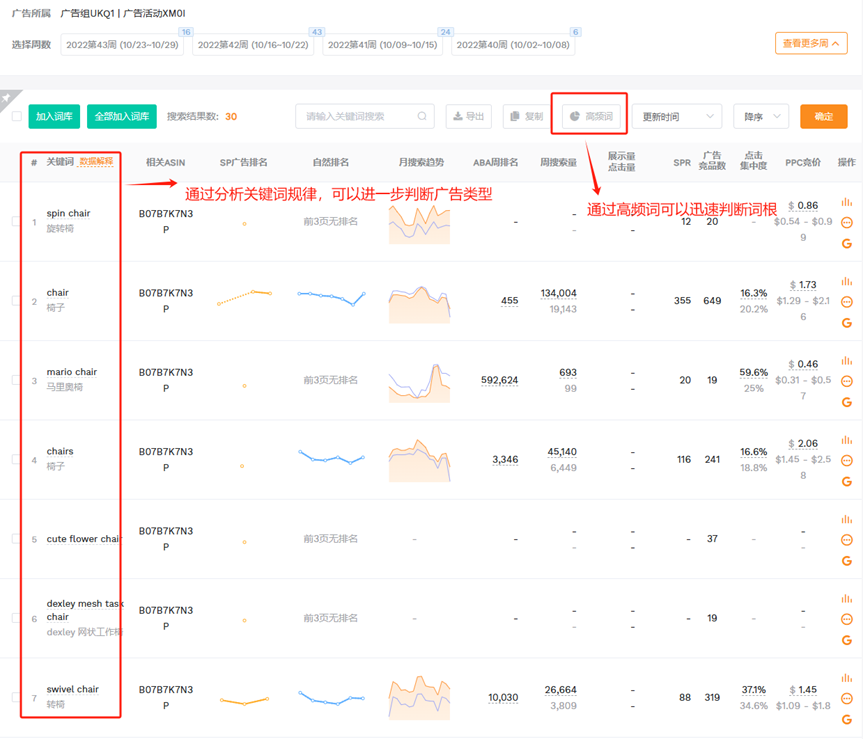 广告所属 广告组UKQ1 | 广告活动XM0I
选择周数 2022第43周 (10/23~10/29) 16 2022第42周 (10/16~10/22) 43 2022第41周 (10/09~10/15) 24 2022第40周 (10/02~10/08) 6 查看更多周
加入词库 全部加入词库 搜索结果数: 30 请输入关键词搜索 导出 复制 高频词 更新时间 降序 确定
# 关键词 数据解释 相关ASIN SP广告排名 自然排名 月搜索趋势 ABA周排名 周搜索量 展示量 点击量 SPR 广告竞品数 点击集中度 PPC竞价 操作
通过分析关键词规律，可以进一步判断广告类型
通过高频词可以迅速判断词根
1 spin chair B07B7K7N3P 前3页无排名 - - - 12 20 - $ 0.86
旋转椅 - - $0.54 - $0.99
2 chair B07B7K7N3P 455 134,004 - 355 649 16.3% $ 1.73
椅子 19,143 - 20.2% $1.29 - $2.16
3 mario chair B07B7K7N3P 前3页无排名 592,624 693 - 20 19 59.6% $ 0.46
马里奥椅 99 - 25% $0.31 - $0.57
4 chairs B07B7K7N3P 3,346 45,140 - 116 241 16.6% $ 2.06
椅子 6,449 - 18.8% $1.45 - $2.58
5 cute flower chair B07B7K7N3P 前3页无排名 - - - - - - 37 - -
6 dexley mesh task chair B07B7K7N3P 前3页无排名 - - - - - - 19 - -
dexley 网状工作椅
7 swivel chair B07B7K7N3P 10,030 26,664 - 88 319 37.1% $ 1.45
转椅 3,809 - 34.6% $1.09 - $1.8